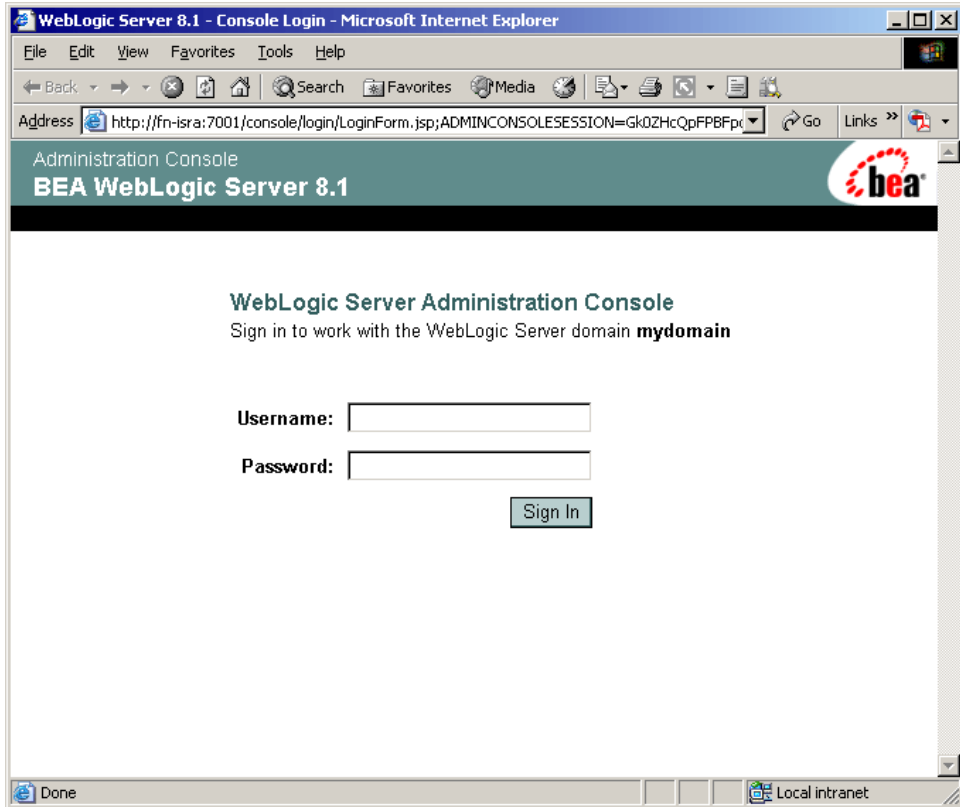 WebLogic Server 8.1 - Console Login - Microsoft Internet Explorer
File Edit View Favorites Tools Help
Back Search Favorites Media
Address http://fn-isra:7001/console/login/LoginForm.jsp;ADMINCONSOLESESSION=Gk0ZHcQpFPBFpc Go Links »
Administration Console
BEA WebLogic Server 8.1
bea
WebLogic Server Administration Console
Sign in to work with the WebLogic Server domain mydomain
Username:
Password:
Sign In
Done Local intranet